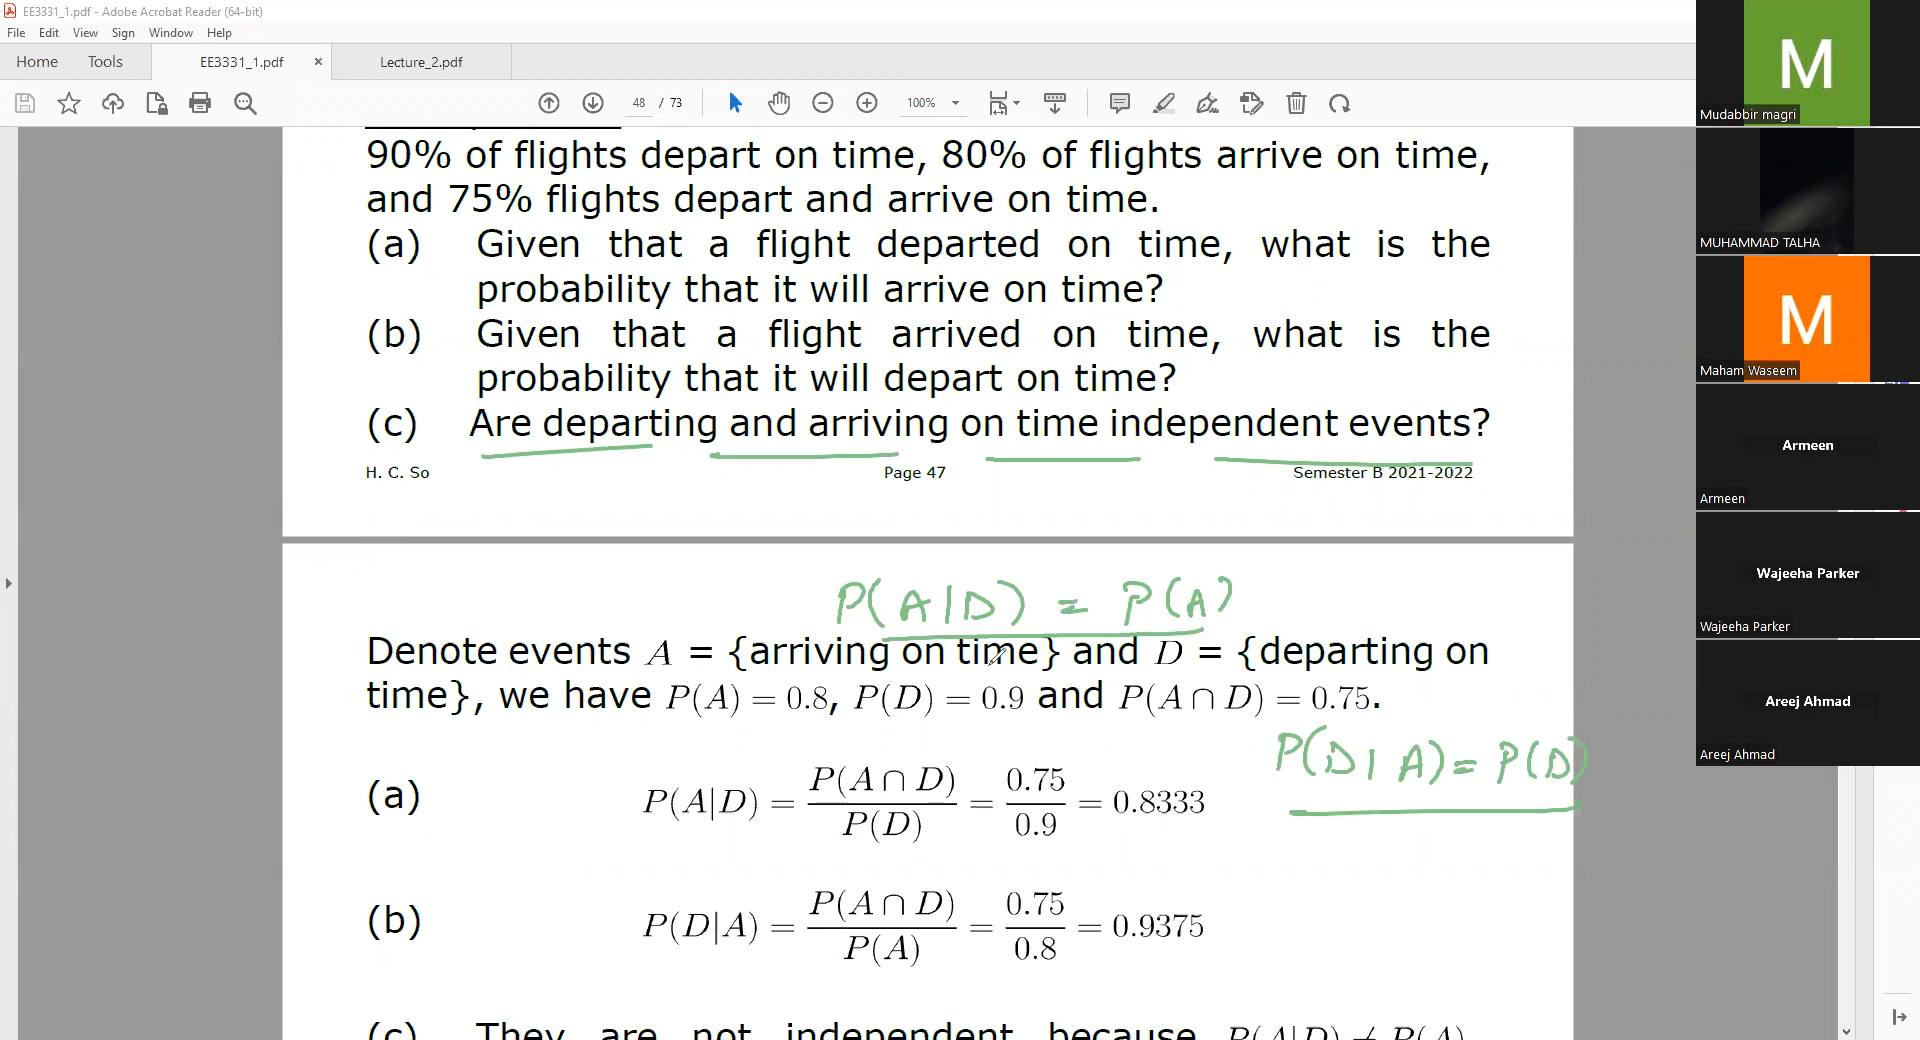 EE3331_1.pdf - Adobe Acrobat Reader (64-bit)
File Edit View Sign Window Help
Home Tools EE3331_1.pdf × Lecture_2.pdf
48 / 73 100%
90% of flights depart on time, 80% of flights arrive on time,
and 75% flights depart and arrive on time.
(a) Given that a flight departed on time, what is the
probability that it will arrive on time?
(b) Given that a flight arrived on time, what is the
probability that it will depart on time?
(c) Are departing and arriving on time independent events?
H. C. So Page 47 Semester B 2021-2022
P(A|D) = P(A)
Denote events A = {arriving on time} and D = {departing on
time}, we have P(A) = 0.8, P(D) = 0.9 and P(A ∩ D) = 0.75.
P(D|A) = P(D)
(a) P(A|D) = P(A ∩ D) / P(D) = 0.75 / 0.9 = 0.8333
(b) P(D|A) = P(A ∩ D) / P(A) = 0.75 / 0.8 = 0.9375
(c) They are not independent because P(A|D) ≠ P(A)
M
Mudabbir magri
MUHAMMAD TALHA
M
Maham Waseem
Armeen
Armeen
Wajeeha Parker
Wajeeha Parker
Areej Ahmad
Areej Ahmad